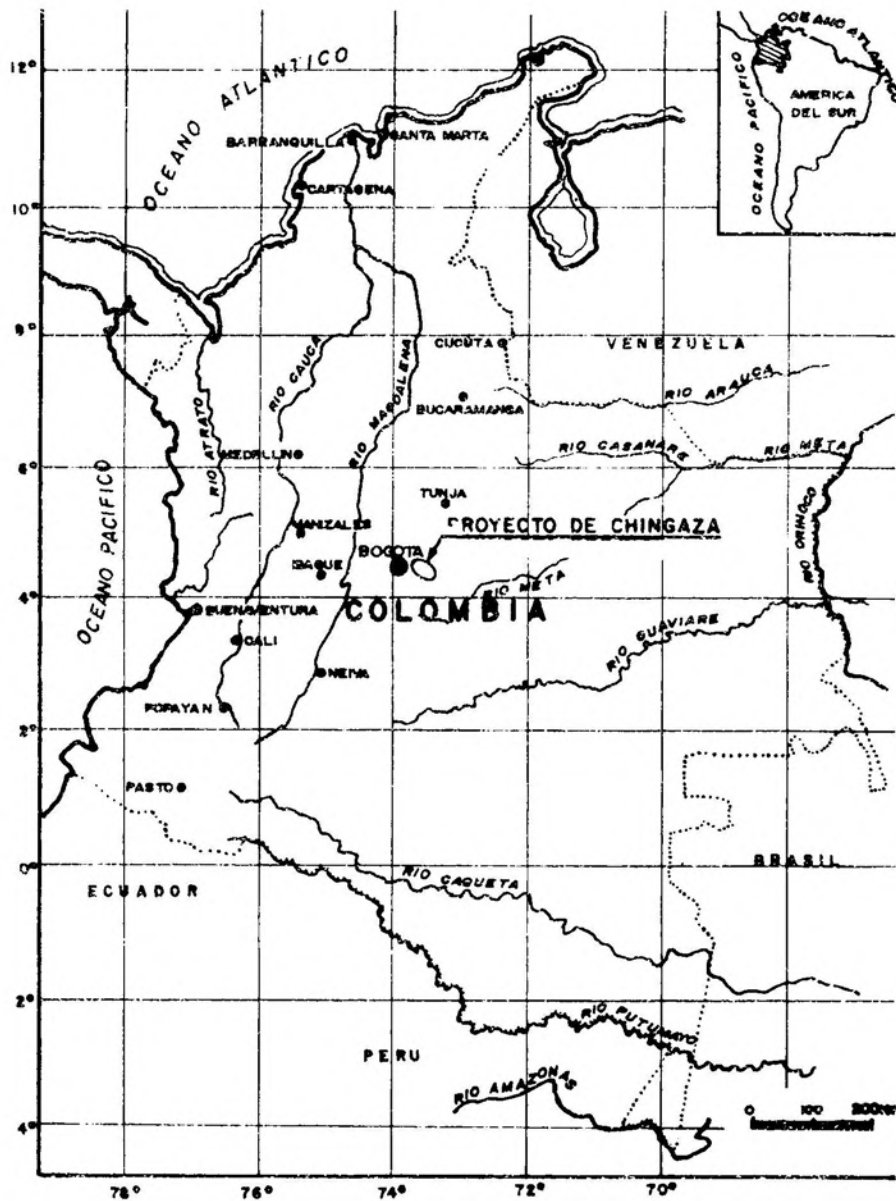 OCEANO ATLANTICO
OCEANO ATLANTICO
OCEANO PACIFICO
AMERICA
DEL SUR
12°
SANTA MARTA
BARRANQUILLA
CARTAGENA
10°
8°
CUCUTA
VENEZUELA
RIO CAUCA
RIO MAGDALENA
RIO ARAUCA
BUCARAMANGA
RIO ATRATO
MEDELLIN
RIO CASANARE
RIO META
6°
TUNJA
OCEANO PACIFICO
MANIZALES
PROYECTO DE CHINGAZA
BOGOTA
IBAGUE
RIO META
RIO ORINOCO
4°
BUENAVENTURA
COLOMBIA
CALI
RIO GUAVIARE
NEIVA
POPAYAN
2°
PASTO
0°
ECUADOR
RIO CAQUETA
BRASIL
2°
RIO PUTUMAYO
PERU
RIO AMAZONAS
0 100 200
4°
78° 76° 74° 72° 70°